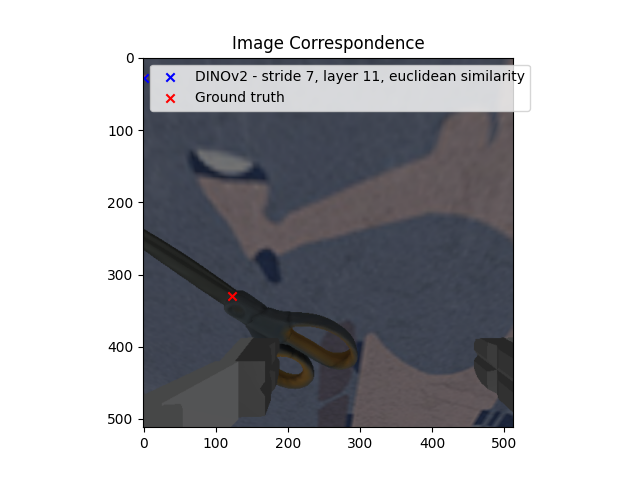 Image Correspondence
DINOv2 - stride 7, layer 11, euclidean similarity
Ground truth
0
100
200
300
400
500
0 100 200 300 400 500